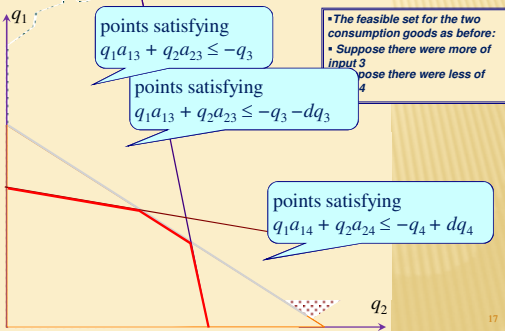 q1
points satisfying
q1a13 + q2a23 ≤ −q3
points satisfying
q1a13 + q2a23 ≤ −q3 −dq3
▪The feasible set for the two
consumption goods as before:
▪ Suppose there were more of
input 3
pose there were less of
4
points satisfying
q1a14 + q2a24 ≤ −q4 + dq4
q2
17